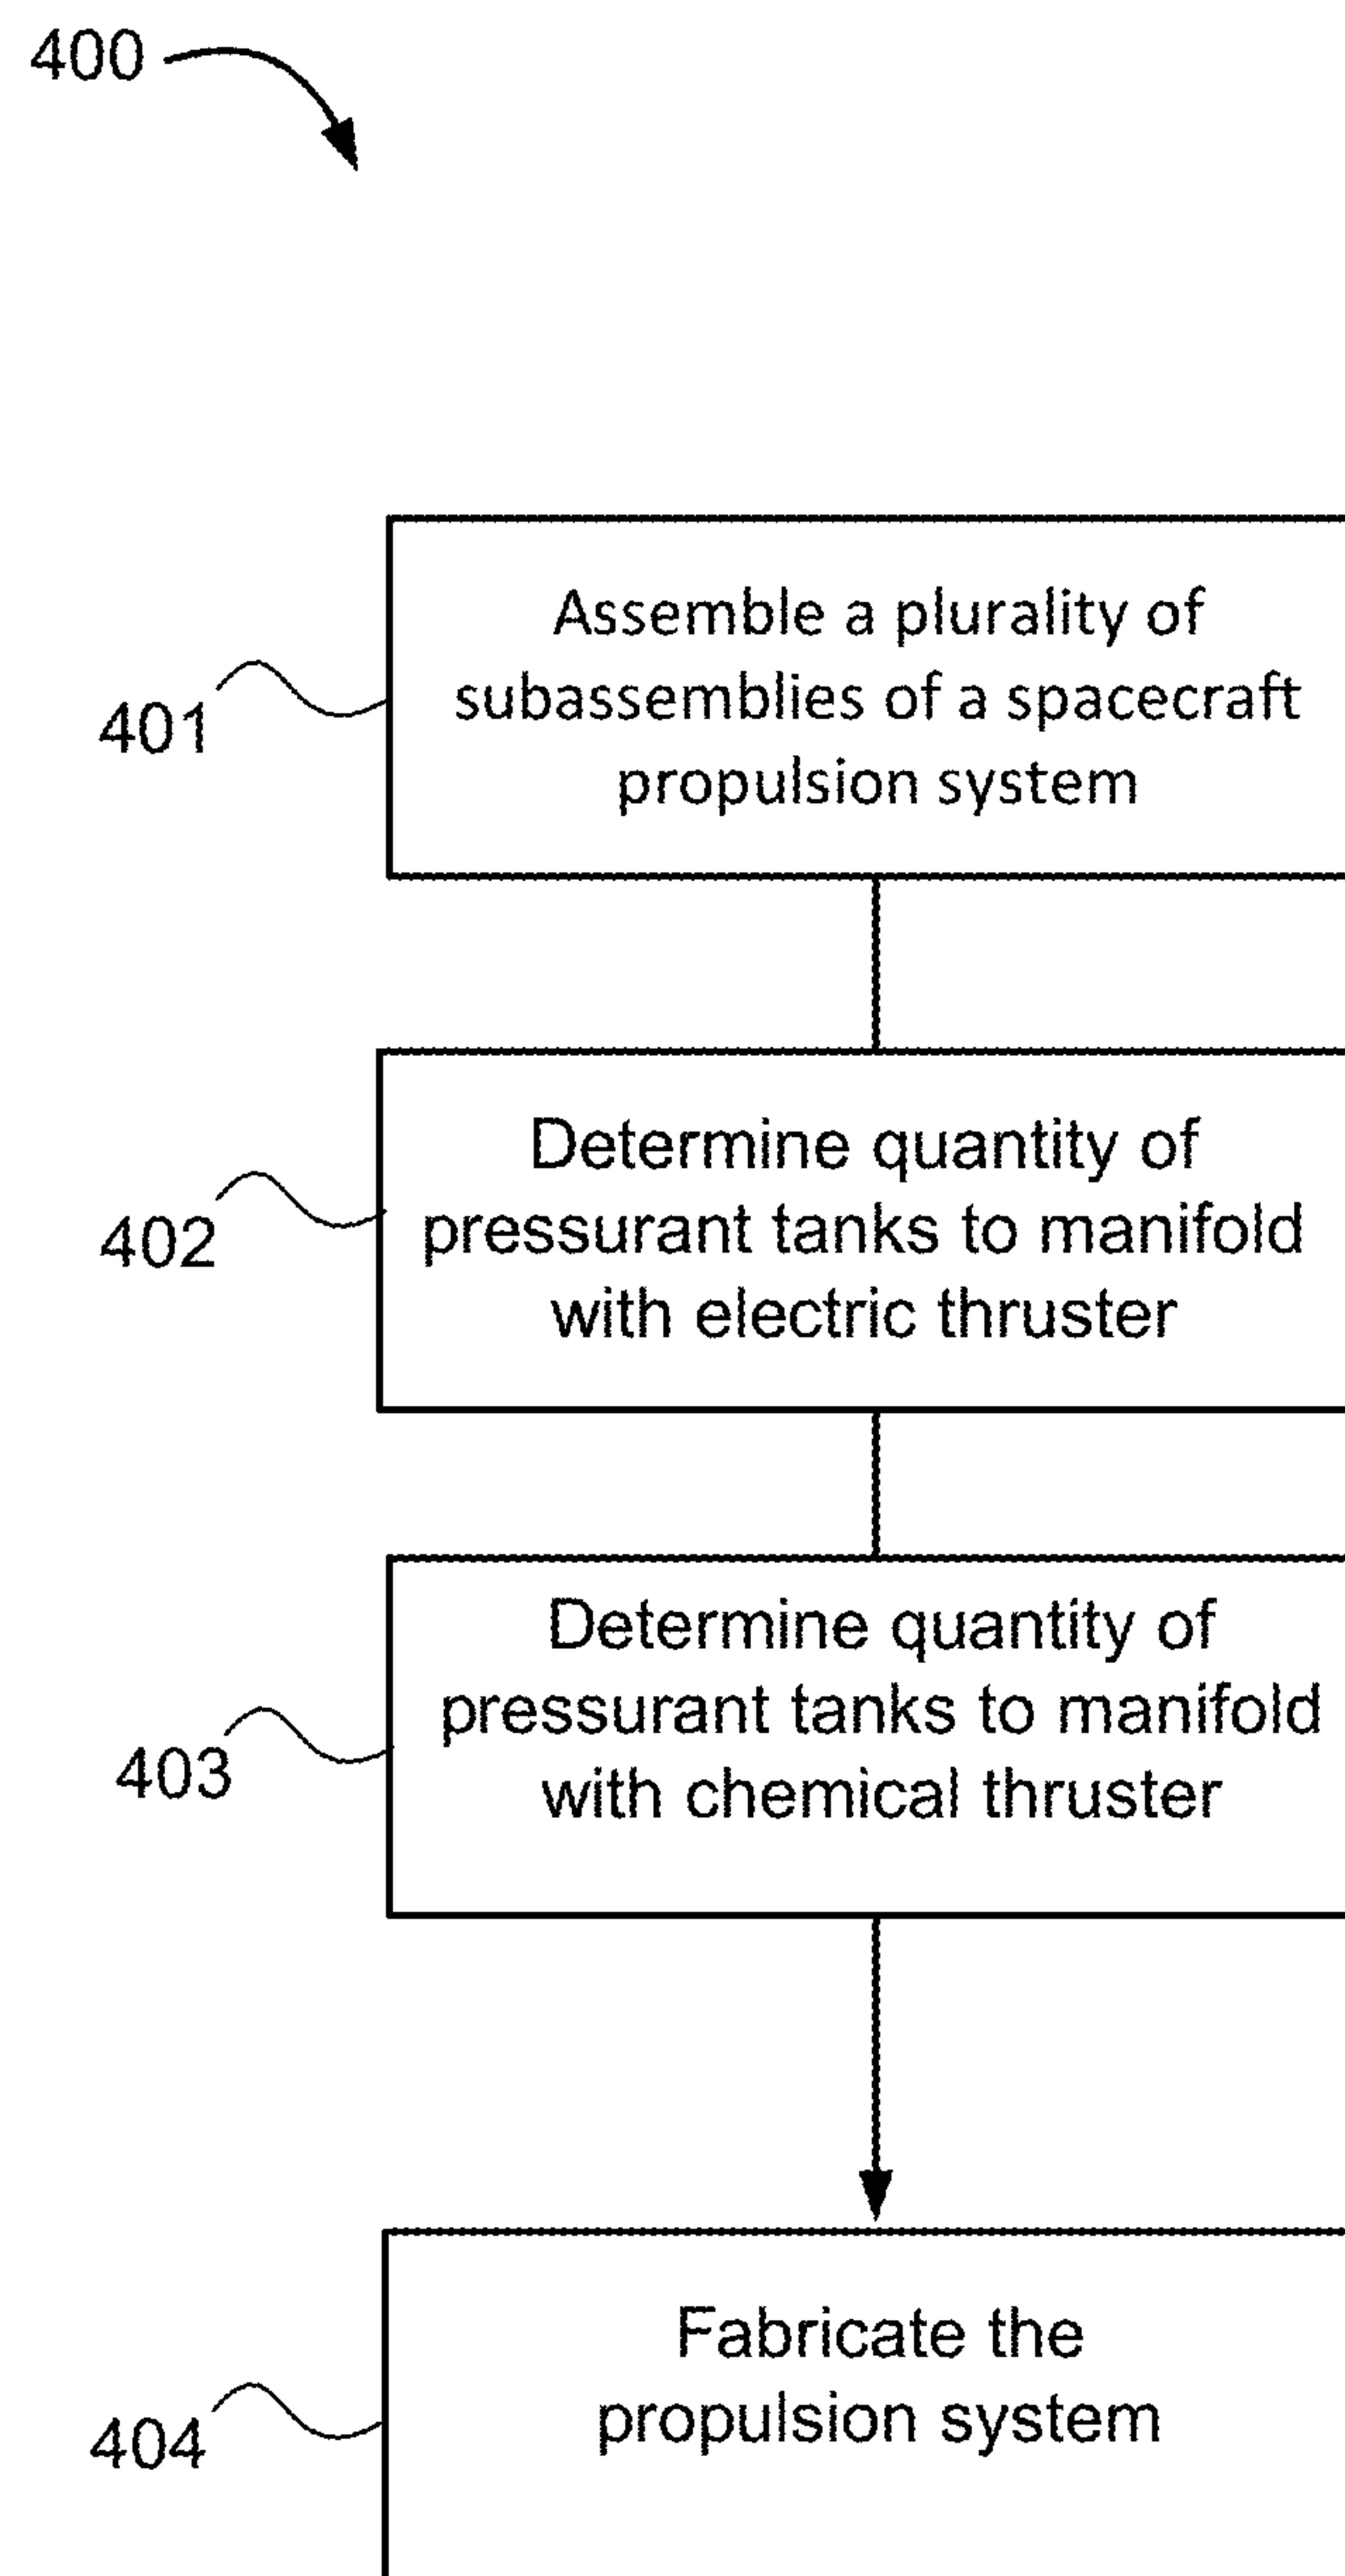 400
Assemble a plurality of
subassemblies of a spacecraft
propulsion system
401
Determine quantity of
pressurant tanks to manifold
with electric thruster
402
Determine quantity of
pressurant tanks to manifold
with chemical thruster
403
Fabricate the
propulsion system
404